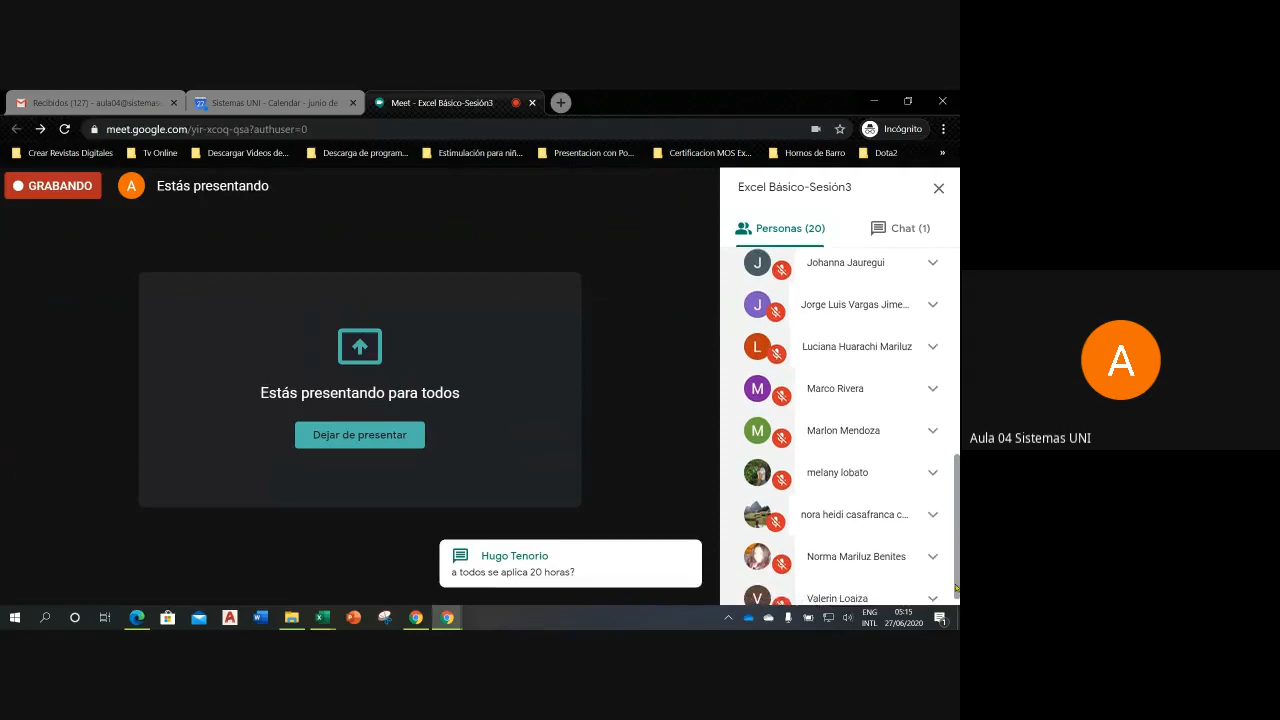 Recibidos (127) - aula04@sistemas
27
Sistemas UNI - Calendar - junio de
Meet - Excel Básico-Sesión3
meet.google.com/yir-xcoq-qsa?authuser=0
Incógnito
Crear Revistas Digitales
Tv Online
Descargar Videos de...
Descarga de program...
Estimulación para niñ...
Presentacion con Po...
Certificacion MOS Ex...
Hornos de Barro
Dota2
»
GRABANDO
A
Estás presentando
Excel Básico-Sesión3
Personas (20)
Chat (1)
J
Johanna Jauregui
J
Jorge Luis Vargas Jime...
L
Luciana Huarachi Mariluz
M
Marco Rivera
M
Marlon Mendoza
melany lobato
nora heidi casafranca c...
Norma Mariluz Benites
V
Valerin Loaiza
Estás presentando para todos
Dejar de presentar
Hugo Tenorio
a todos se aplica 20 horas?
A
Aula 04 Sistemas UNI
ENG
INTL
05:15
27/06/2020